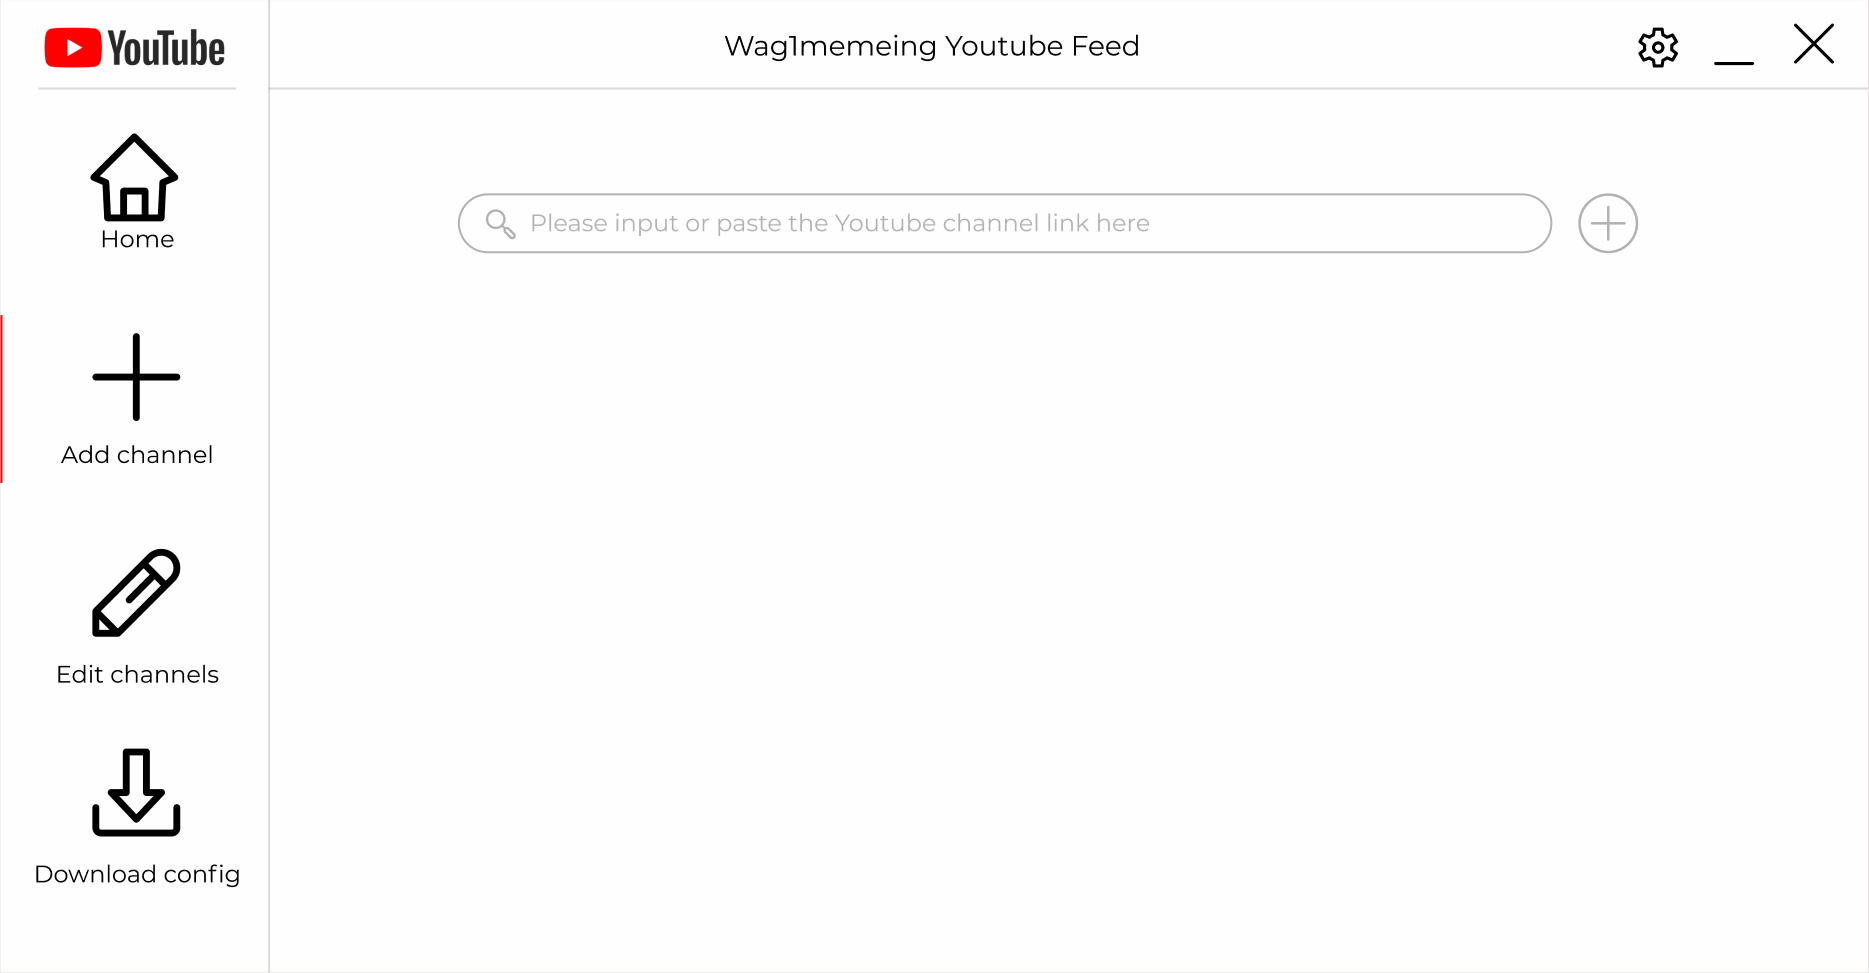 YouTube
Wag1memeing Youtube Feed
Home
Please input or paste the Youtube channel link here
Add channel
Edit channels
Download config